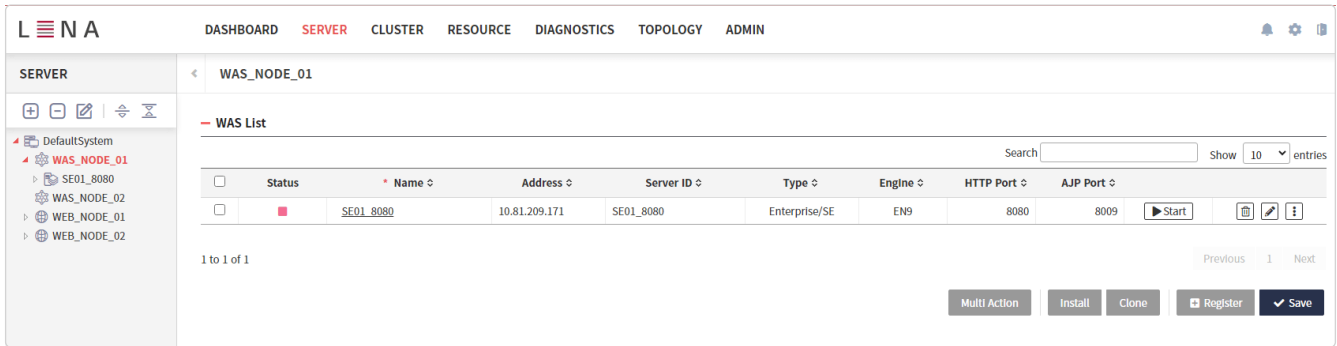 LENA
DASHBOARD SERVER CLUSTER RESOURCE DIAGNOSTICS TOPOLOGY ADMIN
SERVER
WAS_NODE_01
DefaultSystem
WAS_NODE_01
SE01_8080
WAS_NODE_02
WEB_NODE_01
WEB_NODE_02
WAS List
Search Show 10 entries
Status * Name Address Server ID Type Engine HTTP Port AJP Port
SE01_8080 10.81.209.171 SE01_8080 Enterprise/SE EN9 8080 8009 Start
1 to 1 of 1
Previous 1 Next
Multi Action Install Clone Register Save